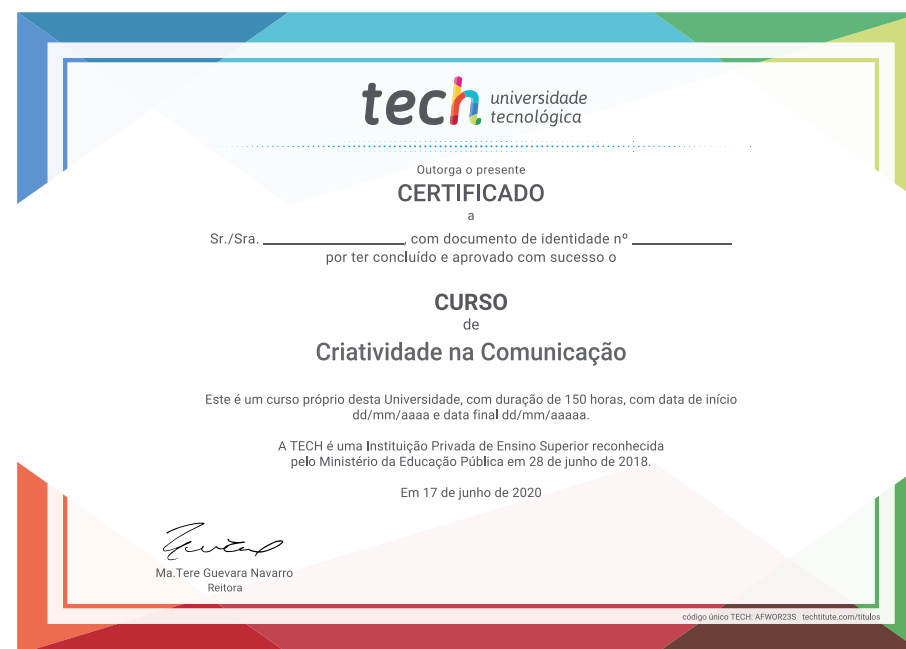 tech universidade
tecnológica
Outorga o presente
CERTIFICADO
a
Sr./Sra. ____________, com documento de identidade nº ____________
por ter concluído e aprovado com sucesso o
CURSO
de
Criatividade na Comunicação
Este é um curso próprio desta Universidade, com duração de 150 horas, com data de início
dd/mm/aaaa e data final dd/mm/aaaaa.
A TECH é uma Instituição Privada de Ensino Superior reconhecida
pelo Ministério da Educação Pública em 28 de junho de 2018.
Em 17 de junho de 2020
Ma.Tere Guevara Navarro
Reitora
código único TECH: AFWOR23S techtitute.com/titulos